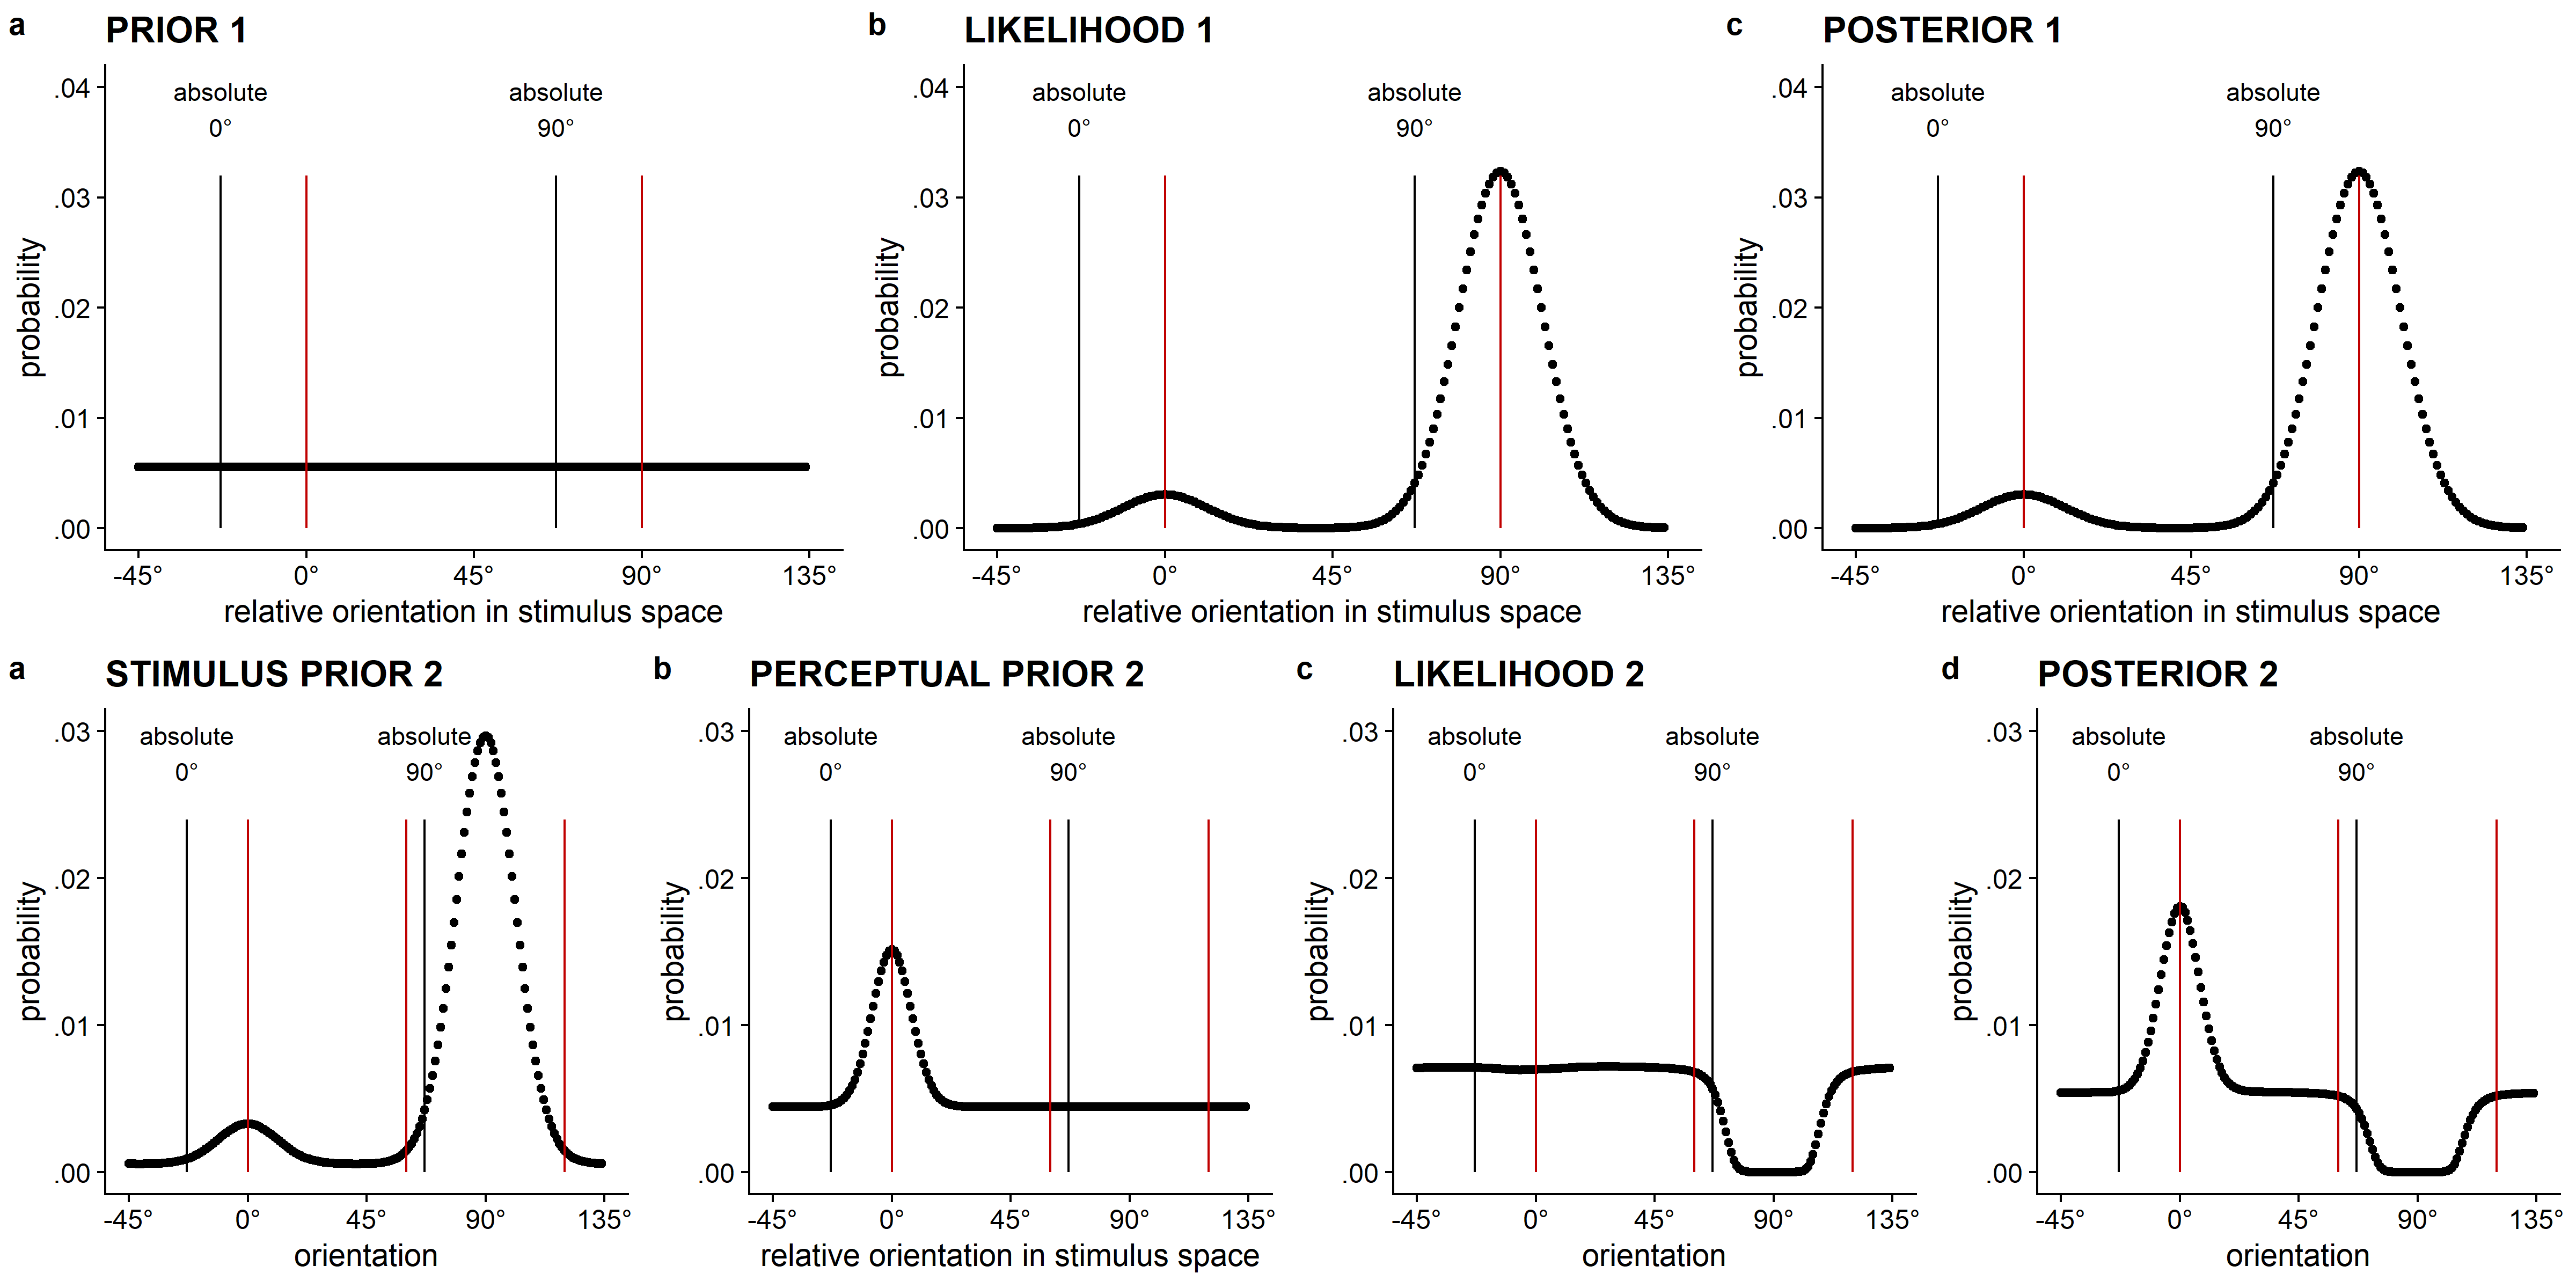 a PRIOR 1
.04
.03
.02
.01
.00
absolute
0°
absolute
90°
probability
-45° 0° 45° 90° 135°
relative orientation in stimulus space
b LIKELIHOOD 1
.04
.03
.02
.01
.00
absolute
0°
absolute
90°
probability
-45° 0° 45° 90° 135°
relative orientation in stimulus space
c POSTERIOR 1
.04
.03
.02
.01
.00
absolute
0°
absolute
90°
probability
-45° 0° 45° 90° 135°
relative orientation in stimulus space
a STIMULUS PRIOR 2
.03
.02
.01
.00
absolute
0°
absolute
90°
probability
-45° 0° 45° 90° 135°
orientation
b PERCEPTUAL PRIOR 2
.03
.02
.01
.00
absolute
0°
absolute
90°
probability
-45° 0° 45° 90° 135°
relative orientation in stimulus space
c LIKELIHOOD 2
.03
.02
.01
.00
absolute
0°
absolute
90°
probability
-45° 0° 45° 90° 135°
orientation
d POSTERIOR 2
.03
.02
.01
.00
absolute
0°
absolute
90°
probability
-45° 0° 45° 90° 135°
orientation